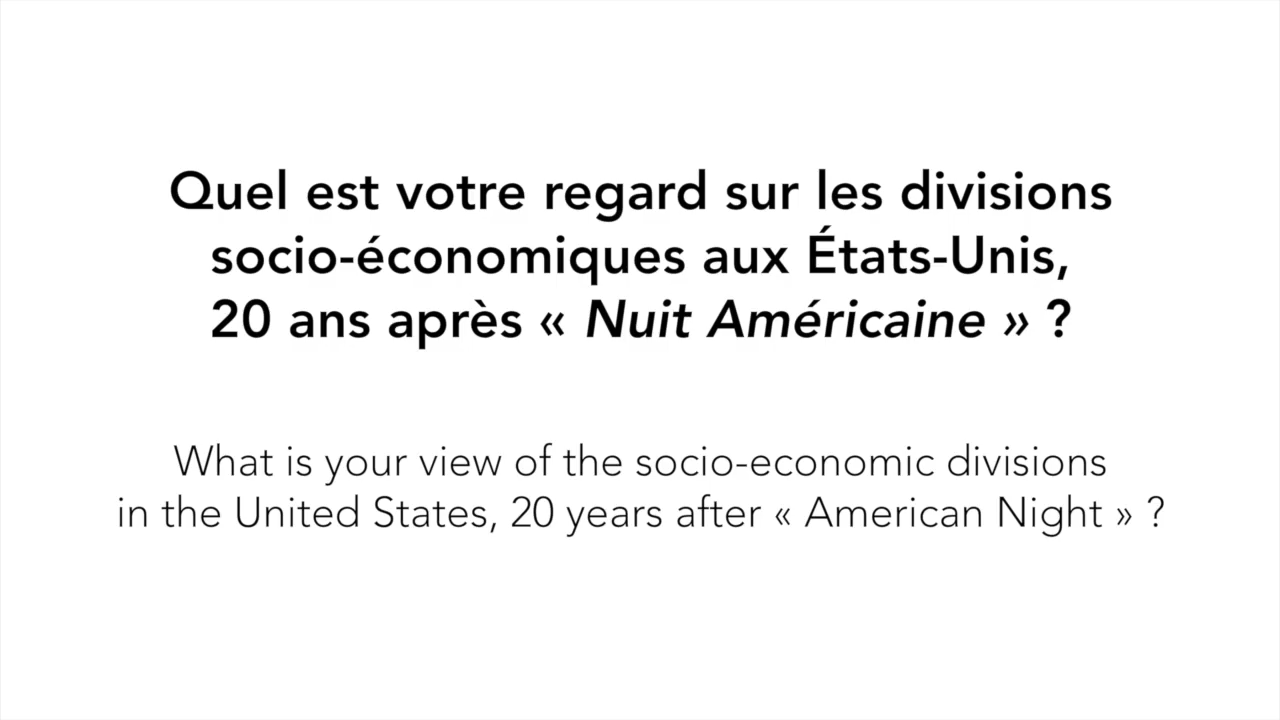 Quel est votre regard sur les divisions
socio-économiques aux États-Unis,
20 ans après « Nuit Américaine » ?
What is your view of the socio-economic divisions
in the United States, 20 years after « American Night » ?